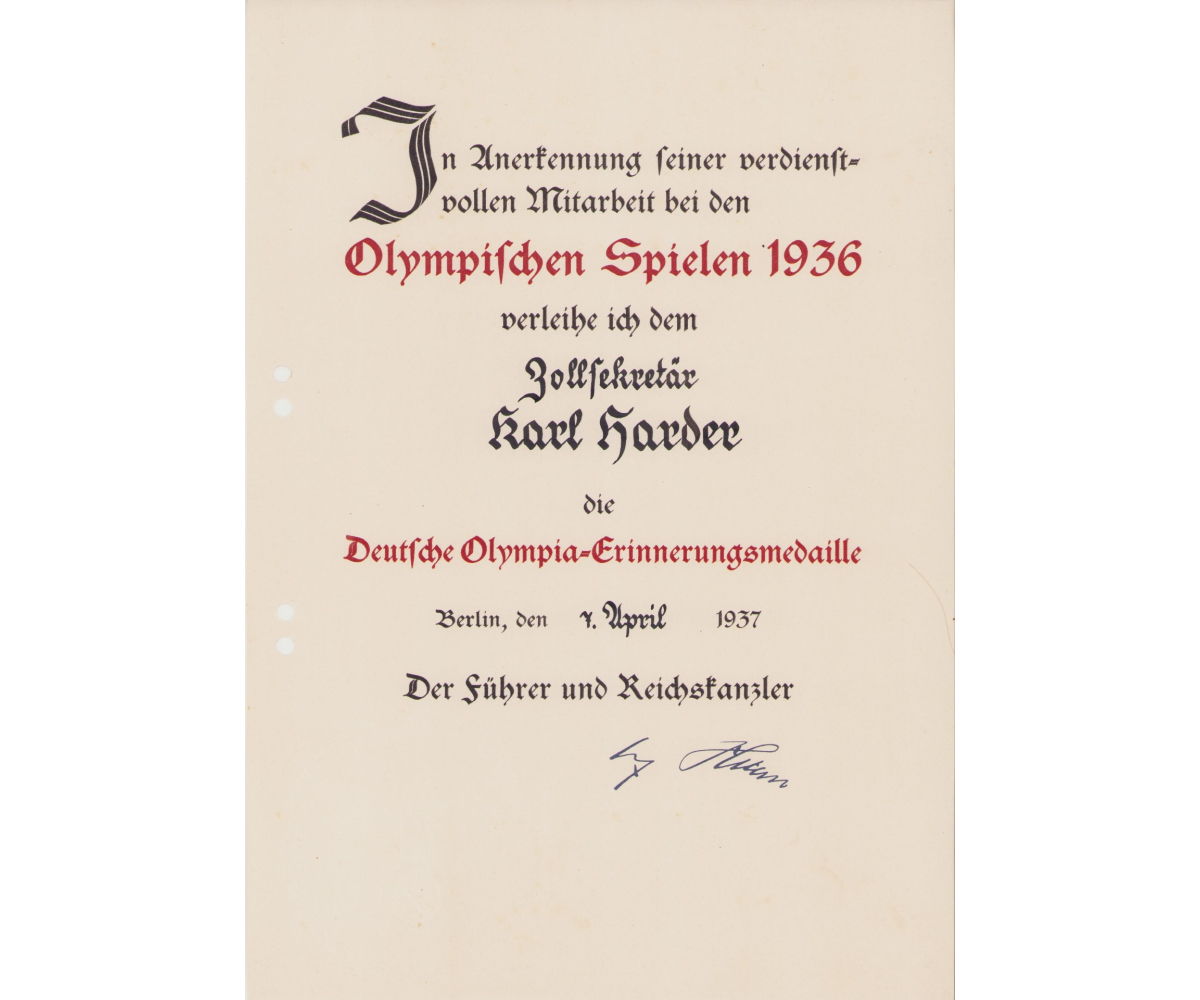 In Anerkennung seiner verdienst-
vollen Mitarbeit bei den
Olympischen Spielen 1936
verleihe ich dem
Zollsekretär
Karl Harder
die
Deutsche Olympia-Erinnerungsmedaille
Berlin, den 7. April 1937
Der Führer und Reichskanzler